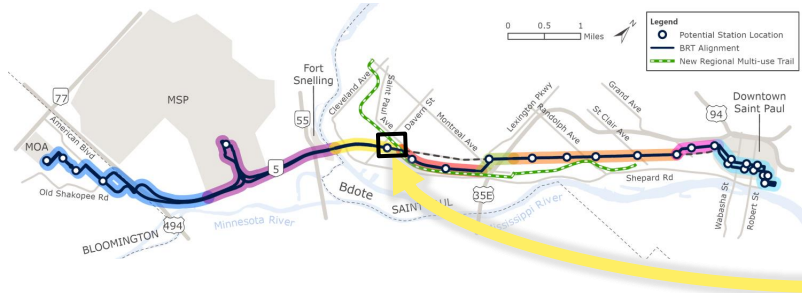 0 0.5 1
Miles
Legend
Potential Station Location
BRT Alignment
New Regional Multi-use Trail
Fort
Snelling
Cleveland Ave
Saint Paul
Ave
Davern St
Montreal Ave
Lexington Pkwy
Randolph Ave
St Clair Ave
Grand Ave
94
Downtown
Saint Paul
77
MSP
55
American Blvd
MOA
5
Old Shakopee Rd
Shepard Rd
35E
Bdote
SAINT PAUL
Mississippi River
Wabasha St
Robert St
Minnesota River
494
BLOOMINGTON